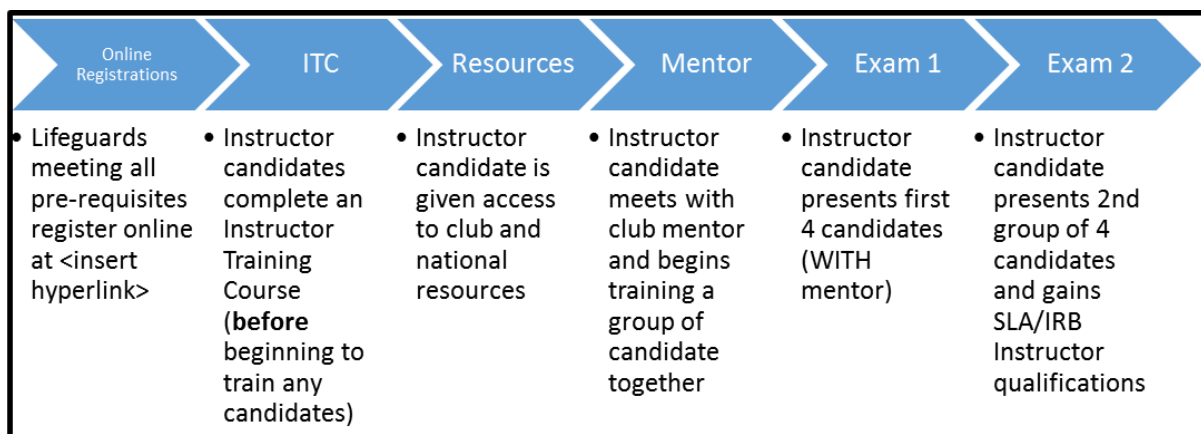 Online
Registrations
ITC
Resources
Mentor
Exam 1
Exam 2
• Lifeguards
meeting all
pre-requisites
register online
at <insert
hyperlink>
• Instructor
candidates
complete an
Instructor
Training
Course
(before
beginning to
train any
candidates)
• Instructor
candidate is
given access
to club and
national
resources
• Instructor
candidate
meets with
club mentor
and begins
training a
group of
candidate
together
• Instructor
candidate
presents first
4 candidates
(WITH
mentor)
• Instructor
candidate
presents 2nd
group of 4
candidates
and gains
SLA/IRB
Instructor
qualifications